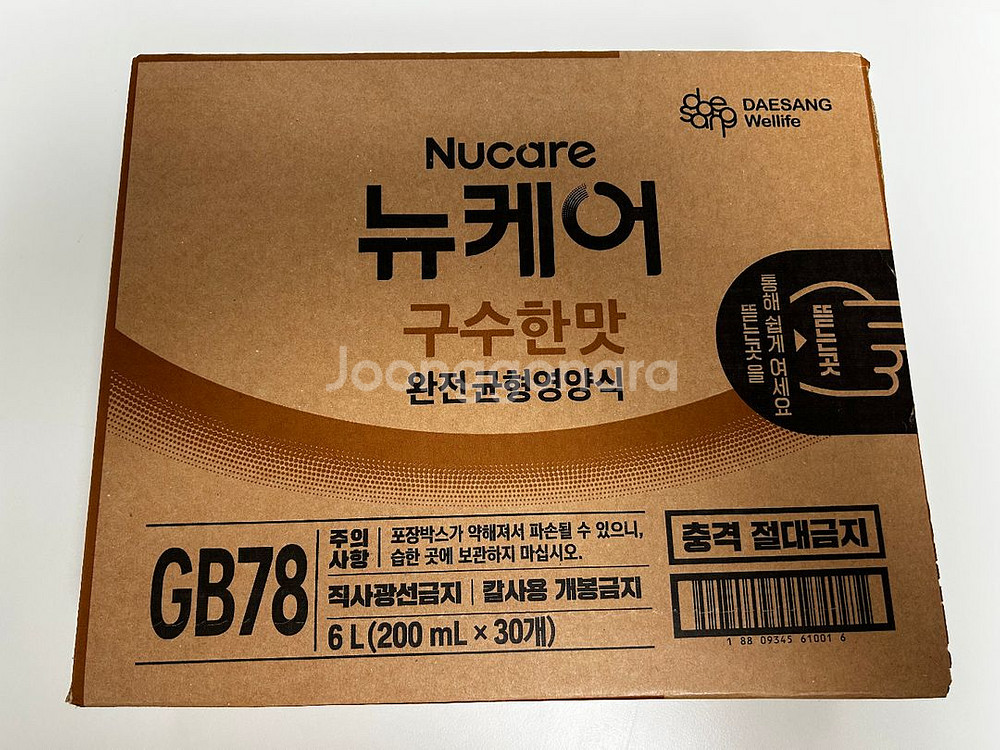 daesang
DAESANG
Wellife
Nucare
뉴케어
구수한맛
완전균형영양식
Joonggonara
뜯는곳을
통해 쉽게 여세요
뜯는곳
GB78
주의
사항
포장박스가 약해져서 파손될 수 있으니,
습한 곳에 보관하지 마십시오.
직사광선금지 | 칼사용 개봉금지
6 L (200 mL × 30개)
충격 절대금지
1 88 09345 61001 6